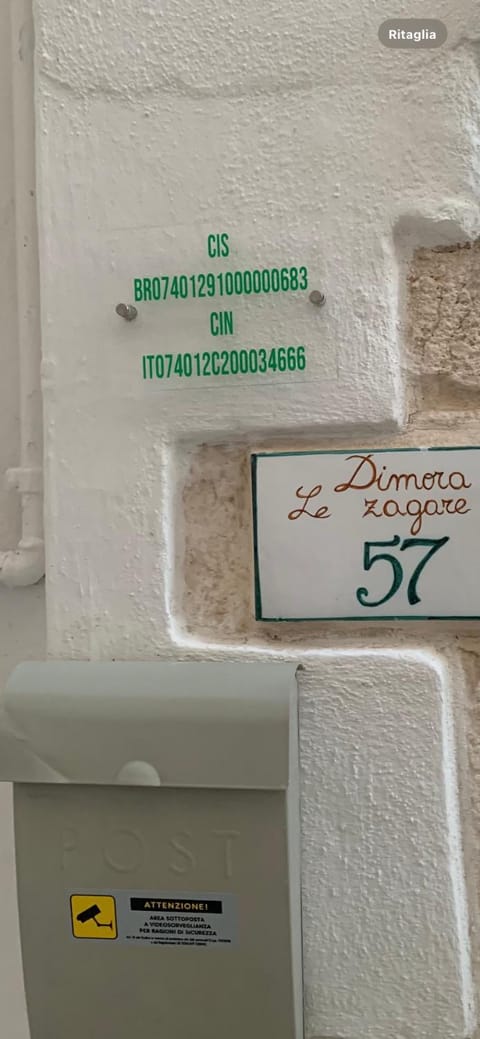 Ritaglia
CIS
BR07401291000000683
CIN
IT074012C200034666
Dimora
Le zagare
57
POST
ATTENZIONE!
AREA SOTTOPOSTA
A VIDEOSORVEGLIANZA
PER RAGIONI DI SICUREZZA